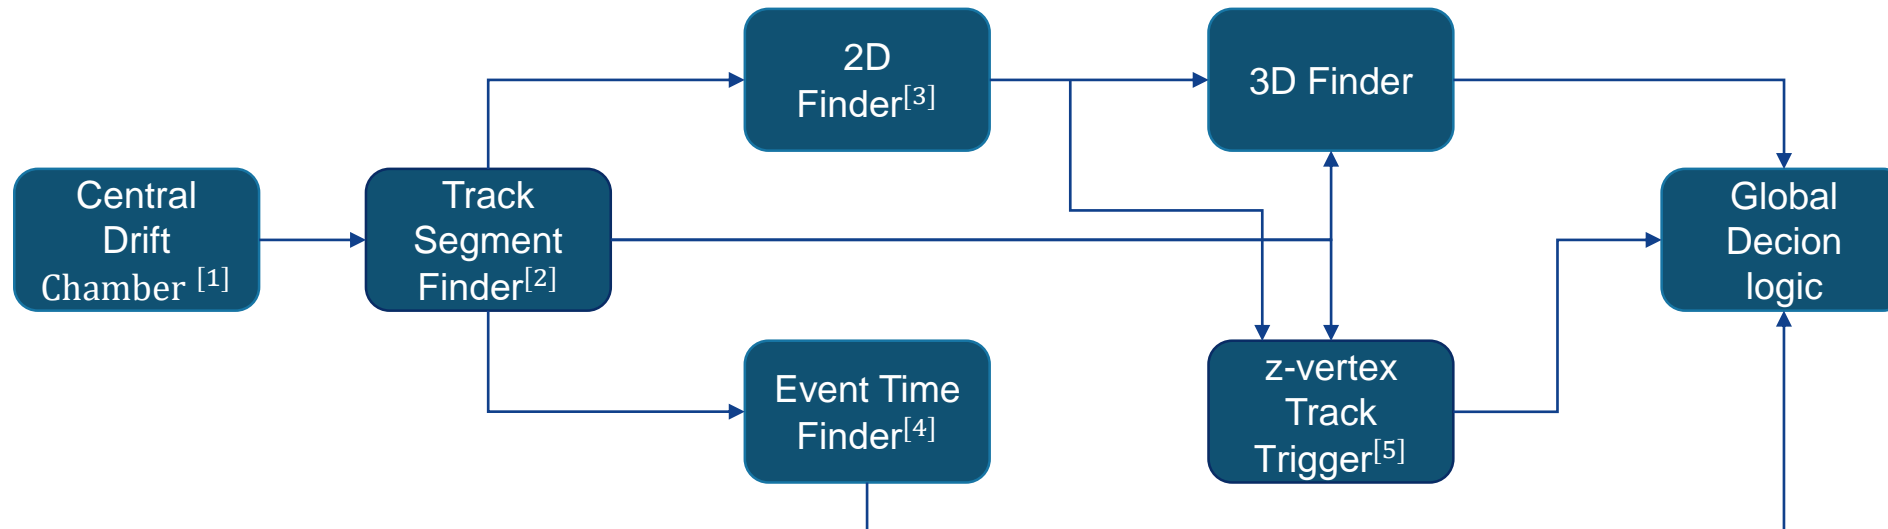 2D
Finder[3]
3D Finder
Central
Drift
Chamber [1]
Track
Segment
Finder[2]
Global
Decion
logic
Event Time
Finder[4]
z-vertex
Track
Trigger[5]